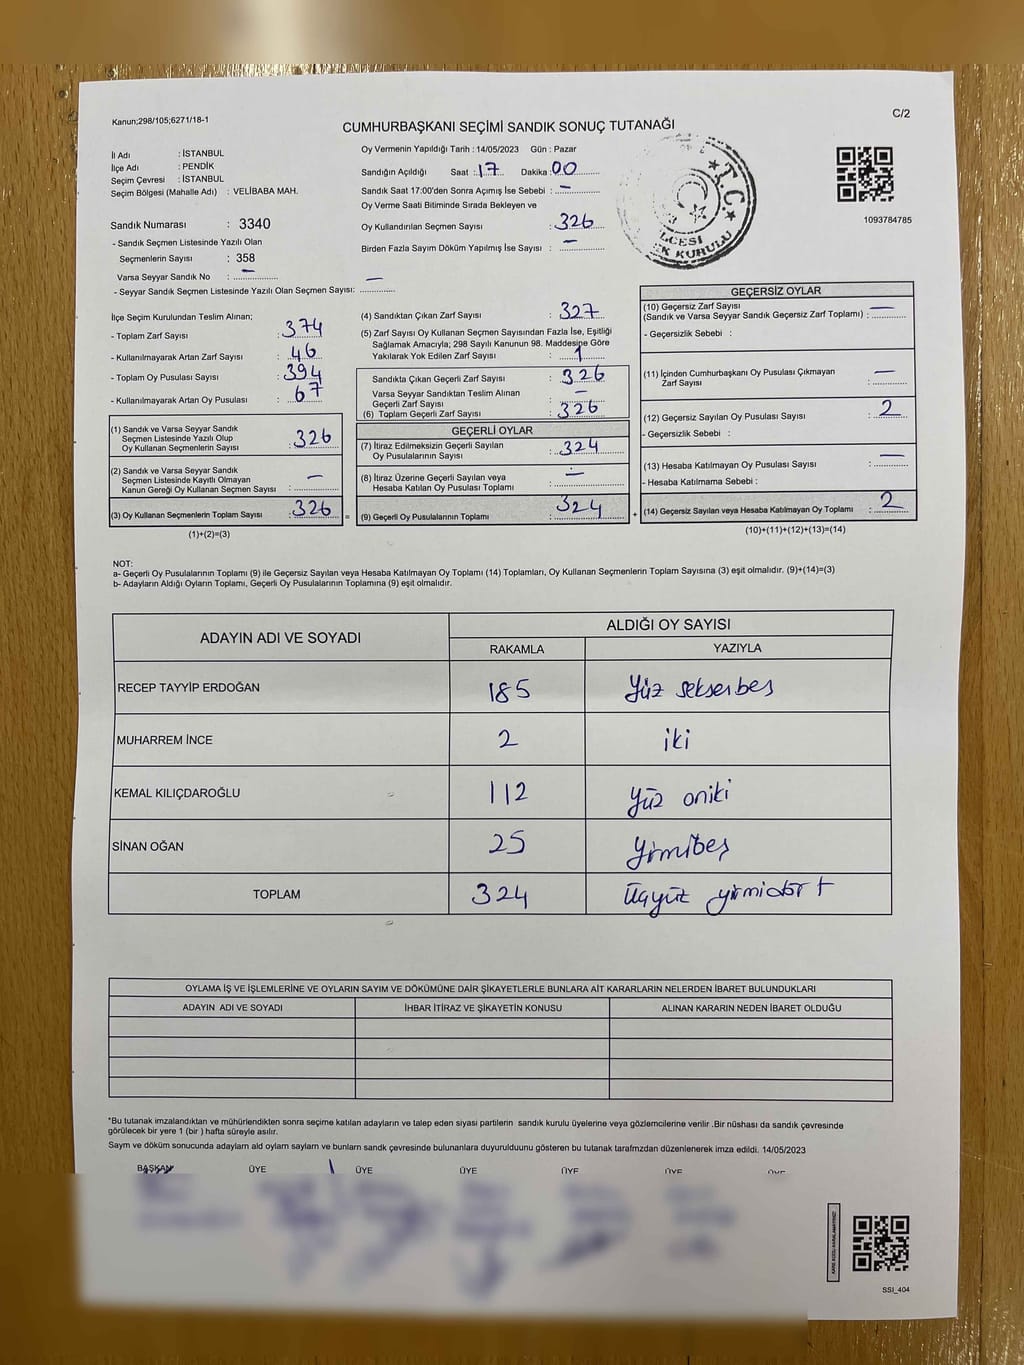 Kanun;298/105;6271/18-1
C/2
CUMHURBAŞKANI SEÇİMİ SANDIK SONUÇ TUTANAĞI
İl Adı : İSTANBUL
İlçe Adı : PENDİK
Seçim Çevresi : İSTANBUL
Seçim Bölgesi (Mahalle Adı) : VELİBABA MAH.
Sandık Numarası : 3340
- Sandık Seçmen Listesinde Yazılı Olan
Seçmenlerin Sayısı : 358
Varsa Seyyar Sandık No : —
- Seyyar Sandık Seçmen Listesinde Yazılı Olan Seçmen Sayısı: —
Oy Vermenin Yapıldığı Tarih : 14/05/2023 Gün : Pazar
Sandığın Açıldığı Saat : 17 Dakika : 00
Sandık Saat 17:00'den Sonra Açımış İse Sebebi : —
Oy Verme Saati Bitiminde Sırada Bekleyen ve
Oy Kullandırılan Seçmen Sayısı : 326
Birden Fazla Sayım Döküm Yapılmış İse Sayısı : —
T.C.
İLÇESİ
KURULU
1093784785
İlçe Seçim Kurulundan Teslim Alınan;
- Toplam Zarf Sayısı : 374
- Kullanılmayarak Artan Zarf Sayısı : 46
- Toplam Oy Pusulası Sayısı : 394
- Kullanılmayarak Artan Oy Pusulası : 67
(1) Sandık ve Varsa Seyyar Sandık
Seçmen Listesinde Yazılı Olup
Oy Kullanan Seçmenlerin Sayısı : 326
(2) Sandık ve Varsa Seyyar Sandık
Seçmen Listesinde Kayıtlı Olmayan
Kanun Gereği Oy Kullanan Seçmen Sayısı : —
(3) Oy Kullanan Seçmenlerin Toplam Sayısı : 326 =
(1)+(2)=(3)
(4) Sandıktan Çıkan Zarf Sayısı : 327
(5) Zarf Sayısı Oy Kullanan Seçmen Sayısından Fazla İse, Eşitliği
Sağlamak Amacıyla; 298 Sayılı Kanunun 98. Maddesine Göre
Yakılarak Yok Edilen Zarf Sayısı : 1
Sandıkta Çıkan Geçerli Zarf Sayısı : 326
Varsa Seyyar Sandıktan Teslim Alınan
Geçerli Zarf Sayısı : —
(6) Toplam Geçerli Zarf Sayısı : 326
GEÇERLİ OYLAR
(7) İtiraz Edilmeksizin Geçerli Sayılan
Oy Pusulalarının Sayısı : 324
(8) İtiraz Üzerine Geçerli Sayılan veya
Hesaba Katılan Oy Pusulası Toplamı : —
(9) Geçerli Oy Pusulalarının Toplamı : 324 +
GEÇERSİZ OYLAR
(10) Geçersiz Zarf Sayısı
(Sandık ve Varsa Seyyar Sandık Geçersiz Zarf Toplamı) : —
- Geçersizlik Sebebi :
(11) İçinden Cumhurbaşkanı Oy Pusulası Çıkmayan
Zarf Sayısı : —
(12) Geçersiz Sayılan Oy Pusulası Sayısı : 2
- Geçersizlik Sebebi :
(13) Hesaba Katılmayan Oy Pusulası Sayısı : —
- Hesaba Katılmama Sebebi :
(14) Geçersiz Sayılan veya Hesaba Katılmayan Oy Toplamı : 2
(10)+(11)+(12)+(13)=(14)
NOT:
a- Geçerli Oy Pusulalarının Toplamı (9) ile Geçersiz Sayılan veya Hesaba Katılmayan Oy Toplamı (14) Toplamları, Oy Kullanan Seçmenlerin Toplam Sayısına (3) eşit olmalıdır. (9)+(14)=(3)
b- Adayların Aldığı Oyların Toplamı, Geçerli Oy Pusulalarının Toplamına (9) eşit olmalıdır.
ADAYIN ADI VE SOYADI ALDIĞI OY SAYISI
RAKAMLA YAZIYLA
RECEP TAYYİP ERDOĞAN 185 Yüz seksenbeş
MUHARREM İNCE 2 iki
KEMAL KILIÇDAROĞLU 112 Yüz oniki
SİNAN OĞAN 25 Yirmibeş
TOPLAM 324 Üçyüz yirmidört
OYLAMA İŞ VE İŞLEMLERİNE VE OYLARIN SAYIM VE DÖKÜMÜNE DAİR ŞİKAYETLERLE BUNLARA AİT KARARLARIN NELERDEN İBARET BULUNDUKLARI
ADAYIN ADI VE SOYADI İHBAR İTİRAZ VE ŞİKAYETİN KONUSU ALINAN KARARIN NEDEN İBARET OLDUĞU
*Bu tutanak imzalandıktan ve mühürlendikten sonra seçime katılan adayların ve talep eden siyasi partilerin sandık kurulu üyelerine veya gözlemcilerine verilir .Bir nüshası da sandık çevresinde
görülecek bir yere 1 (bir ) hafta süreyle asılır.
Sayım ve döküm sonucunda adayların ald oyların sayların ve bunların sandk çevresinde bulunanlara duyurulduunu gösteren bu tutanak tarafmzdan düzenlenerek imza edildi. 14/05/2023
BAŞKAN ÜYE ÜYE ÜYE ÜYE ÜYE
SSI_404